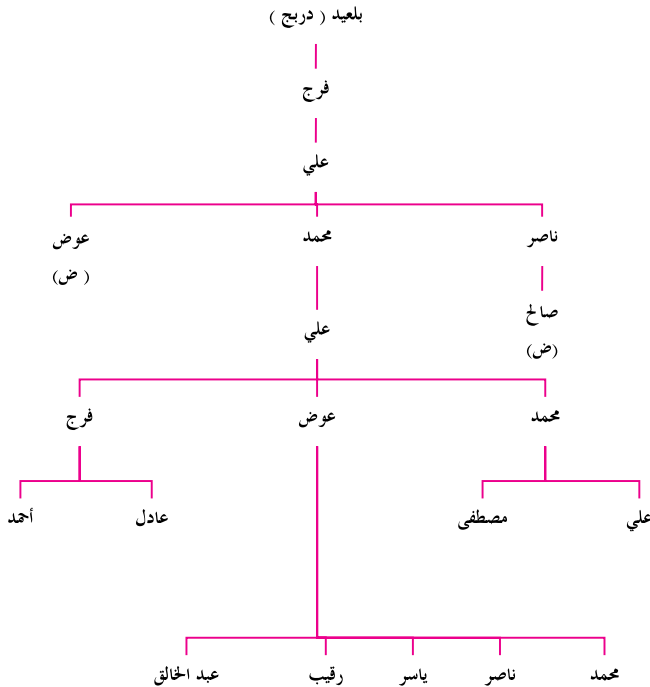 بلعيد ( دربج )
فرج
علي
ناصر محمد عوض
( ض)
صالح
(ض)
علي
محمد عوض فرج
علي مصطفى عادل أحمد
محمد ناصر ياسر رقيب عبد الخالق